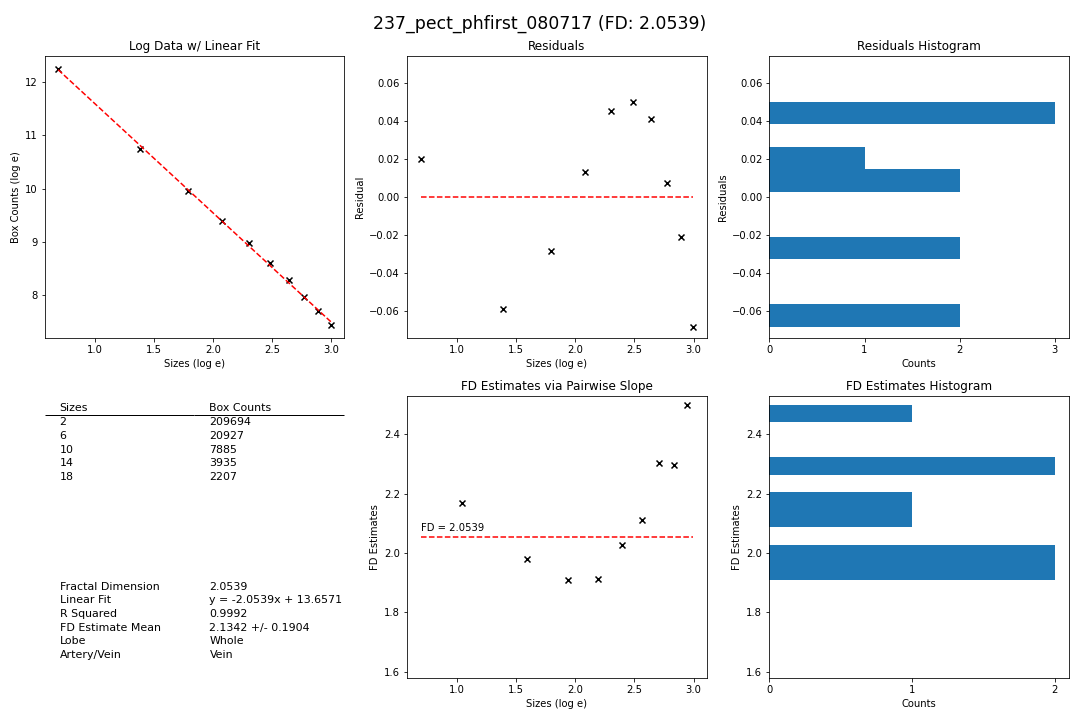 237_pect_phfirst_080717 (FD: 2.0539)
Log Data w/ Linear Fit
12
11
10
9
8
Box Counts (log e)
1.0 1.5 2.0 2.5 3.0
Sizes (log e)
Residuals
0.06
0.04
0.02
0.00
−0.02
−0.04
−0.06
Residual
1.0 1.5 2.0 2.5 3.0
Sizes (log e)
Residuals Histogram
0.06
0.04
0.02
0.00
−0.02
−0.04
−0.06
Residuals
0 1 2 3
Counts
Sizes Box Counts
2 209694
6 20927
10 7885
14 3935
18 2207
Fractal Dimension 2.0539
Linear Fit y = -2.0539x + 13.6571
R Squared 0.9992
FD Estimate Mean 2.1342 +/- 0.1904
Lobe Whole
Artery/Vein Vein
FD Estimates via Pairwise Slope
2.4
2.2
2.0
1.8
1.6
FD Estimates
FD = 2.0539
1.0 1.5 2.0 2.5 3.0
Sizes (log e)
FD Estimates Histogram
2.4
2.2
2.0
1.8
1.6
FD Estimates
0 1 2
Counts